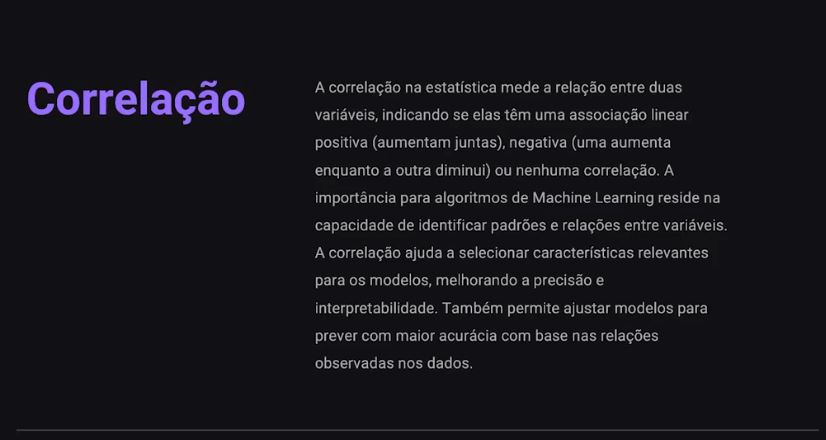 Correlação
A correlação na estatística mede a relação entre duas
variáveis, indicando se elas têm uma associação linear
positiva (aumentam juntas), negativa (uma aumenta
enquanto a outra diminui) ou nenhuma correlação. A
importância para algoritmos de Machine Learning reside na
capacidade de identificar padrões e relações entre variáveis.
A correlação ajuda a selecionar características relevantes
para os modelos, melhorando a precisão e
interpretabilidade. Também permite ajustar modelos para
prever com maior acurácia com base nas relações
observadas nos dados.